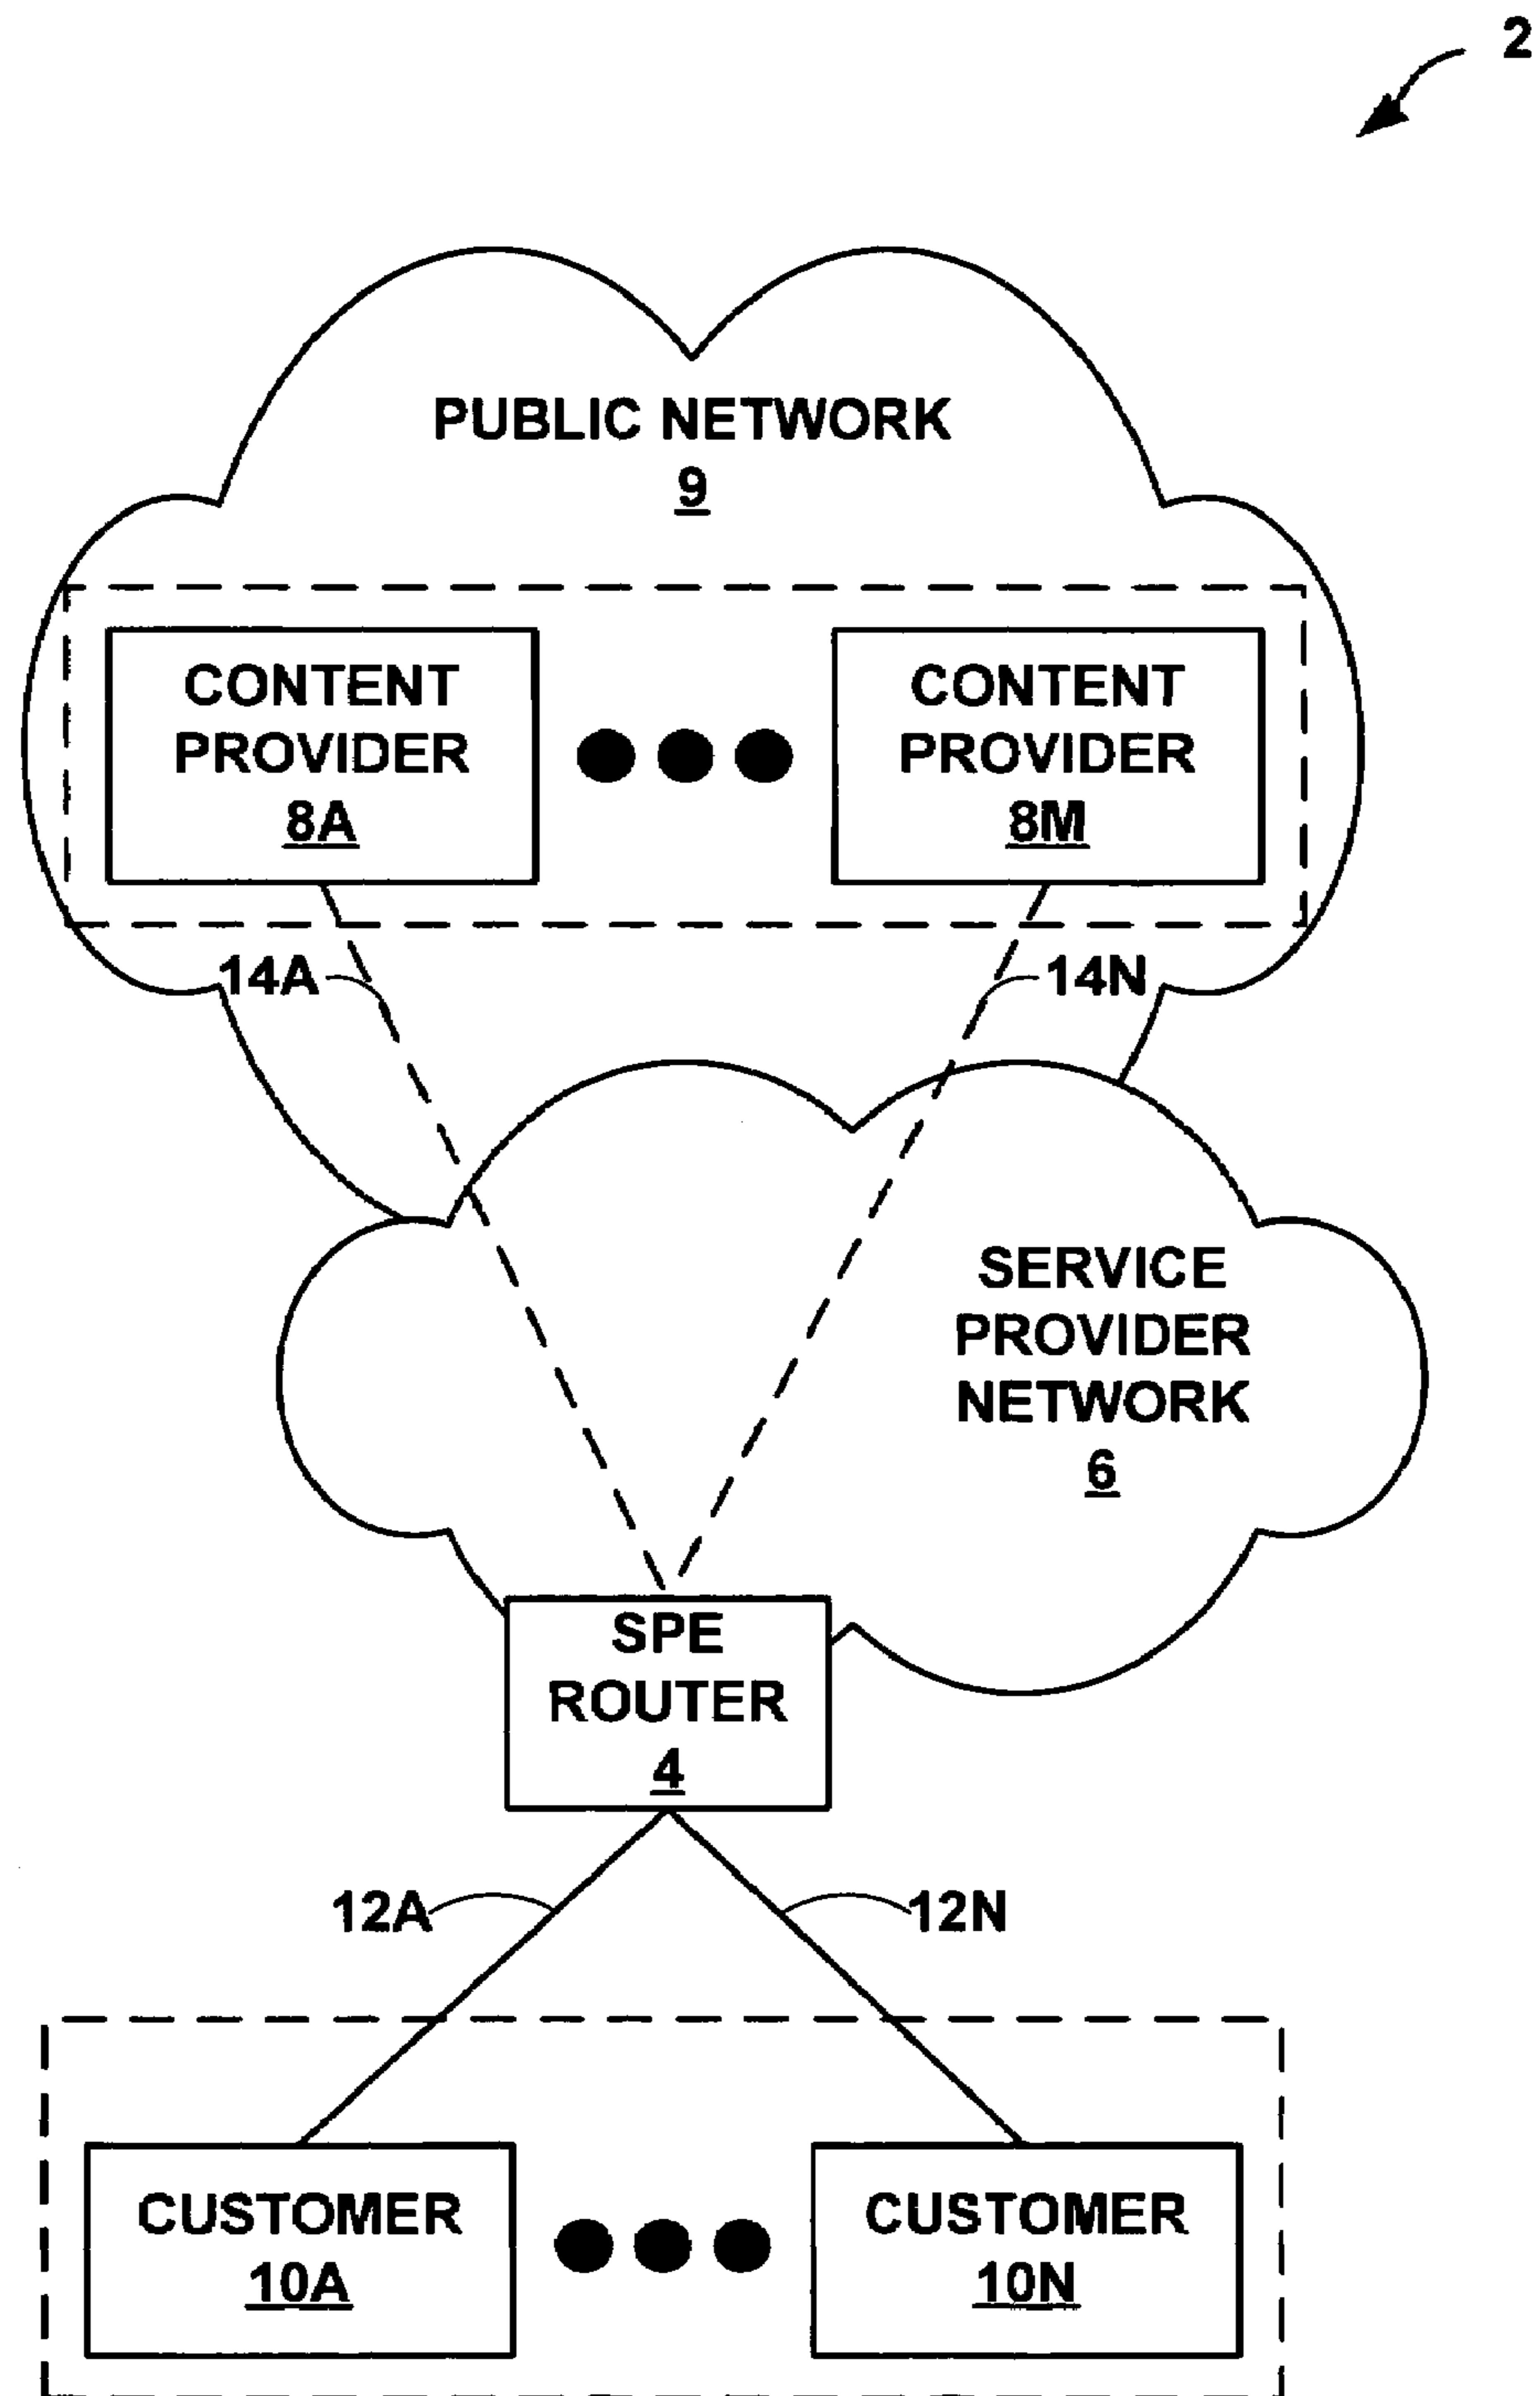 2
PUBLIC NETWORK
9
CONTENT
PROVIDER
8A
CONTENT
PROVIDER
8M
14A
14N
SERVICE
PROVIDER
NETWORK
6
SPE
ROUTER
4
12A
12N
CUSTOMER
10A
CUSTOMER
10N